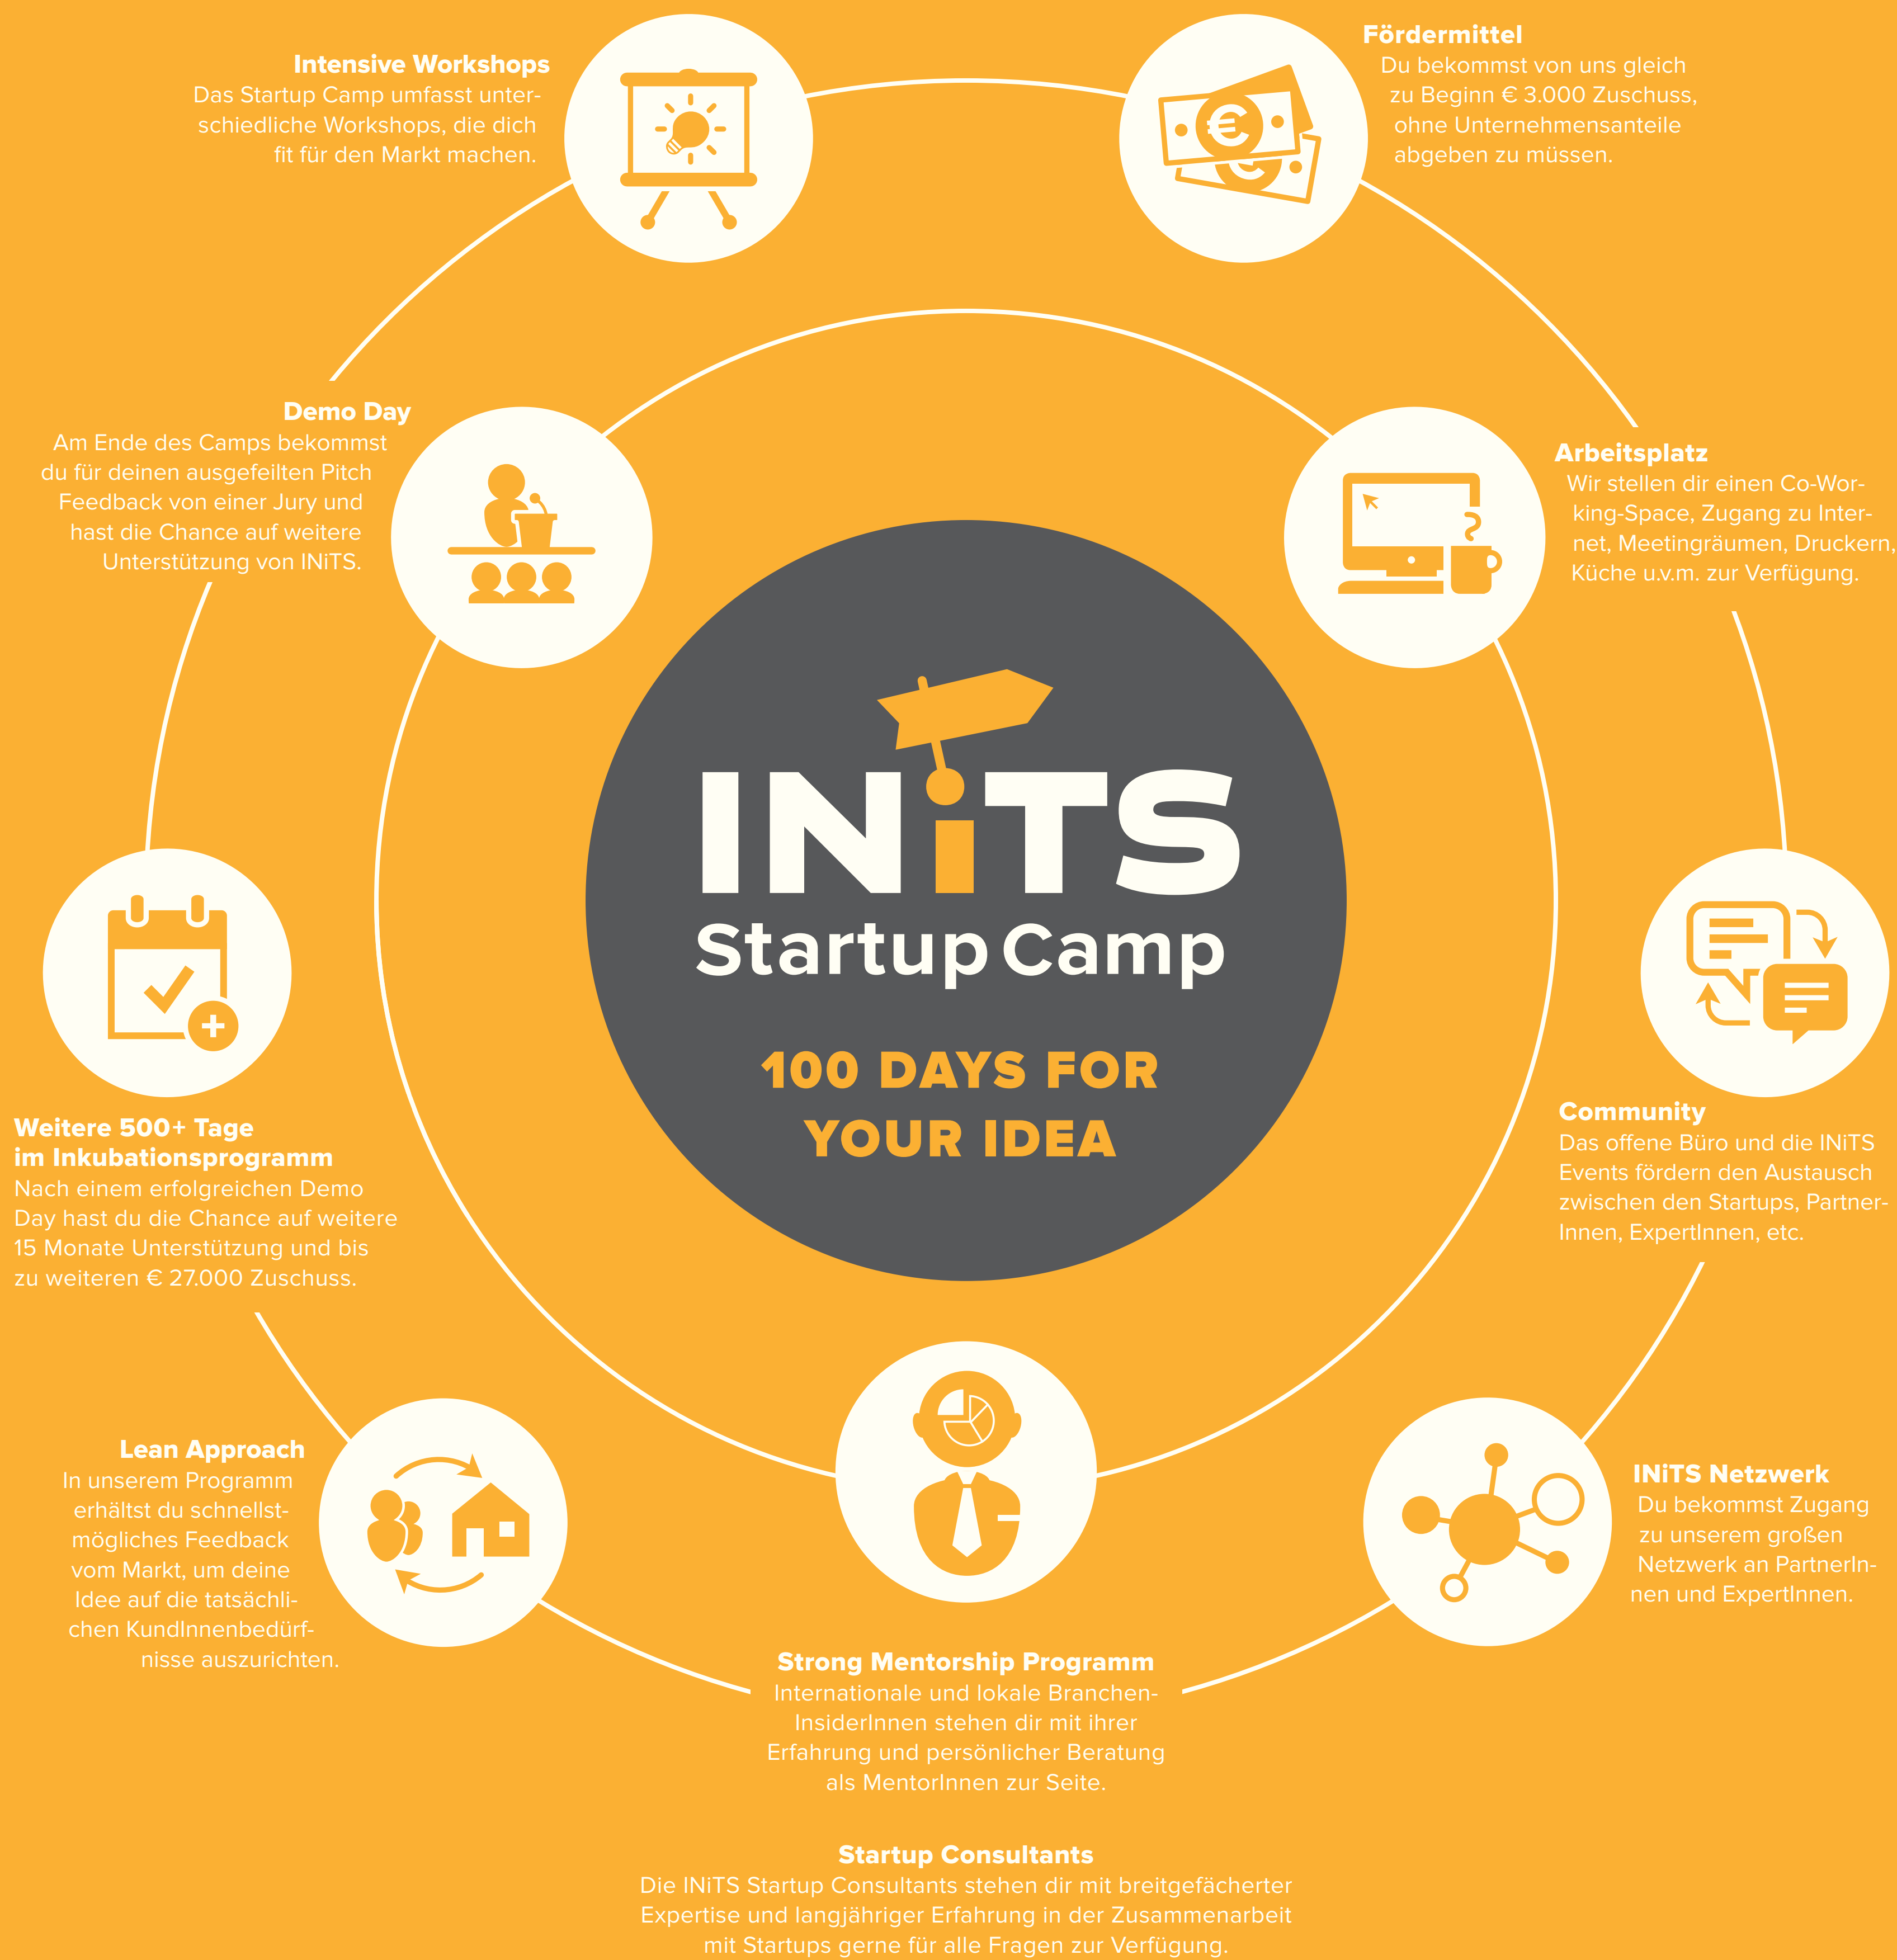 Intensive Workshops
Das Startup Camp umfasst unter-
schiedliche Workshops, die dich
fit für den Markt machen.
Fördermittel
Du bekommst von uns gleich
zu Beginn € 3.000 Zuschuss,
ohne Unternehmensanteile
abgeben zu müssen.
Demo Day
Am Ende des Camps bekommst
du für deinen ausgefeilten Pitch
Feedback von einer Jury und
hast die Chance auf weitere
Unterstützung von INiTS.
Arbeitsplatz
Wir stellen dir einen Co-Wor-
king-Space, Zugang zu Inter-
net, Meetingräumen, Druckern,
Küche u.v.m. zur Verfügung.
INiTS
Startup Camp
100 DAYS FOR
YOUR IDEA
Weitere 500+ Tage
im Inkubationsprogramm
Nach einem erfolgreichen Demo
Day hast du die Chance auf weitere
15 Monate Unterstützung und bis
zu weiteren € 27.000 Zuschuss.
Community
Das offene Büro und die INiTS
Events fördern den Austausch
zwischen den Startups, Partner-
Innen, ExpertInnen, etc.
Lean Approach
In unserem Programm
erhältst du schnellst-
mögliches Feedback
vom Markt, um deine
Idee auf die tatsächli-
chen KundInnenbedürf-
nisse auszurichten.
INiTS Netzwerk
Du bekommst Zugang
zu unserem großen
Netzwerk an PartnerIn-
nen und ExpertInnen.
Strong Mentorship Programm
Internationale und lokale Branchen-
InsiderInnen stehen dir mit ihrer
Erfahrung und persönlicher Beratung
als MentorInnen zur Seite.
Startup Consultants
Die INiTS Startup Consultants stehen dir mit breitgefächerter
Expertise und langjähriger Erfahrung in der Zusammenarbeit
mit Startups gerne für alle Fragen zur Verfügung.